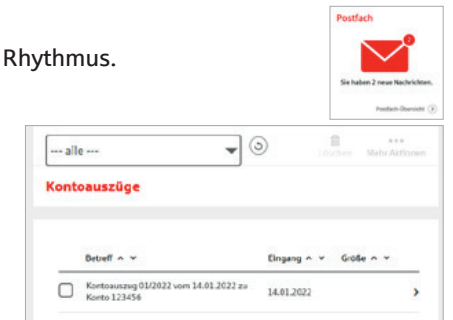 Postfach
2
Rhythmus.
Sie haben 2 neue Nachrichten.
Postfach-Übersicht
--- alle ---
Löschen Mehr Aktionen
Kontoauszüge
Betreff Eingang Größe
Kontoauszug 01/2022 vom 14.01.2022 zu
Konto 123456
14.01.2022